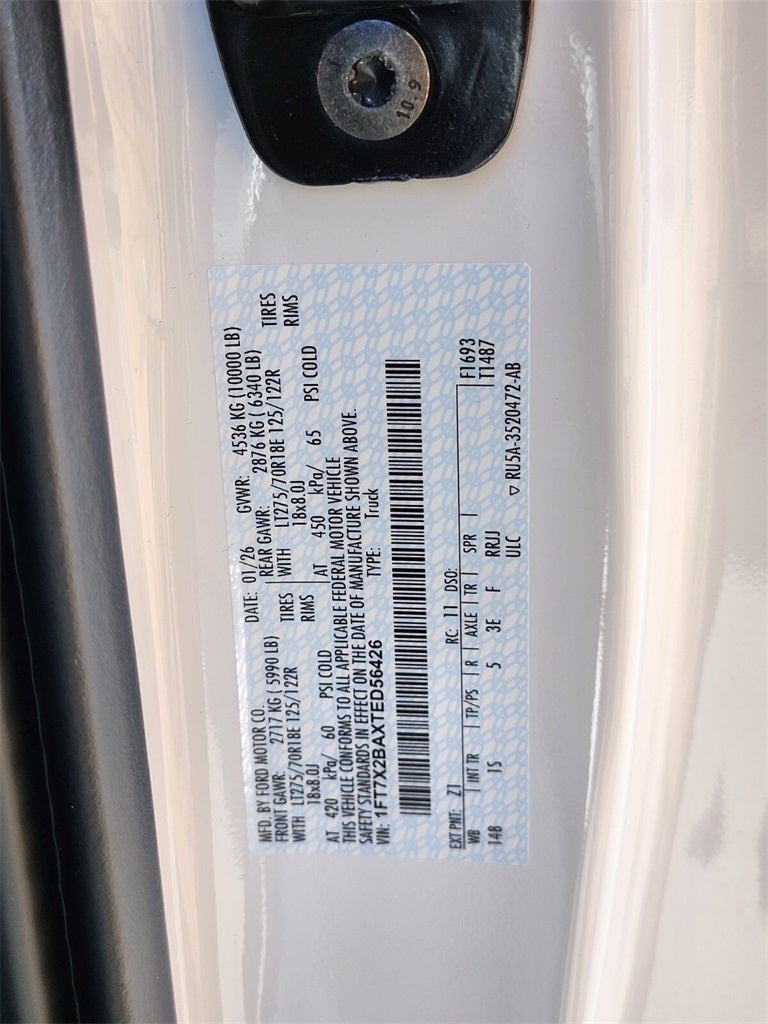 10.9
MFD. BY FORD MOTOR CO.
DATE: 01/26 GVWR: 4536 KG (10000 LB)
FRONT GAWR: 2717 KG ( 5990 LB) REAR GAWR: 2876 KG ( 6340 LB)
WITH LT275/70R18E 125/122R TIRES WITH LT275/70R18E 125/122R TIRES
18x8.0J RIMS 18x8.0J RIMS
AT 420 kPa/ 60 PSI COLD AT 450 kPa/ 65 PSI COLD
THIS VEHICLE CONFORMS TO ALL APPLICABLE FEDERAL MOTOR VEHICLE
SAFETY STANDARDS IN EFFECT ON THE DATE OF MANUFACTURE SHOWN ABOVE.
VIN: 1FT7X2BAXTED56426 TYPE: Truck
EXT PNT: Z1 RC: 11 DSO: F1693
WB INT TR TP/PS R AXLE TR SPR T1487
148 1S 5 3E F RRJJ
ULC ▽ RU5A-3520472-AB